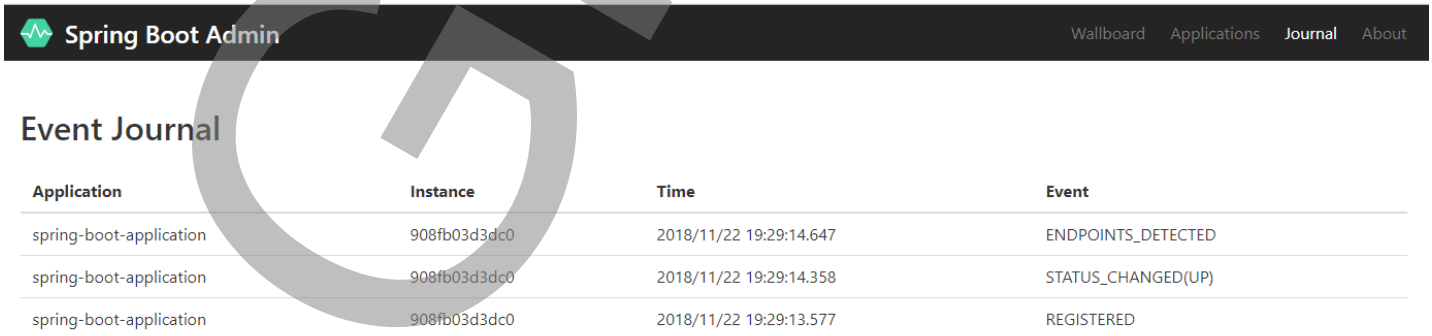 Spring Boot Admin Wallboard Applications Journal About
Event Journal
Application Instance Time Event
spring-boot-application 908fb03d3dc0 2018/11/22 19:29:14.647 ENDPOINTS_DETECTED
spring-boot-application 908fb03d3dc0 2018/11/22 19:29:14.358 STATUS_CHANGED(UP)
spring-boot-application 908fb03d3dc0 2018/11/22 19:29:13.577 REGISTERED